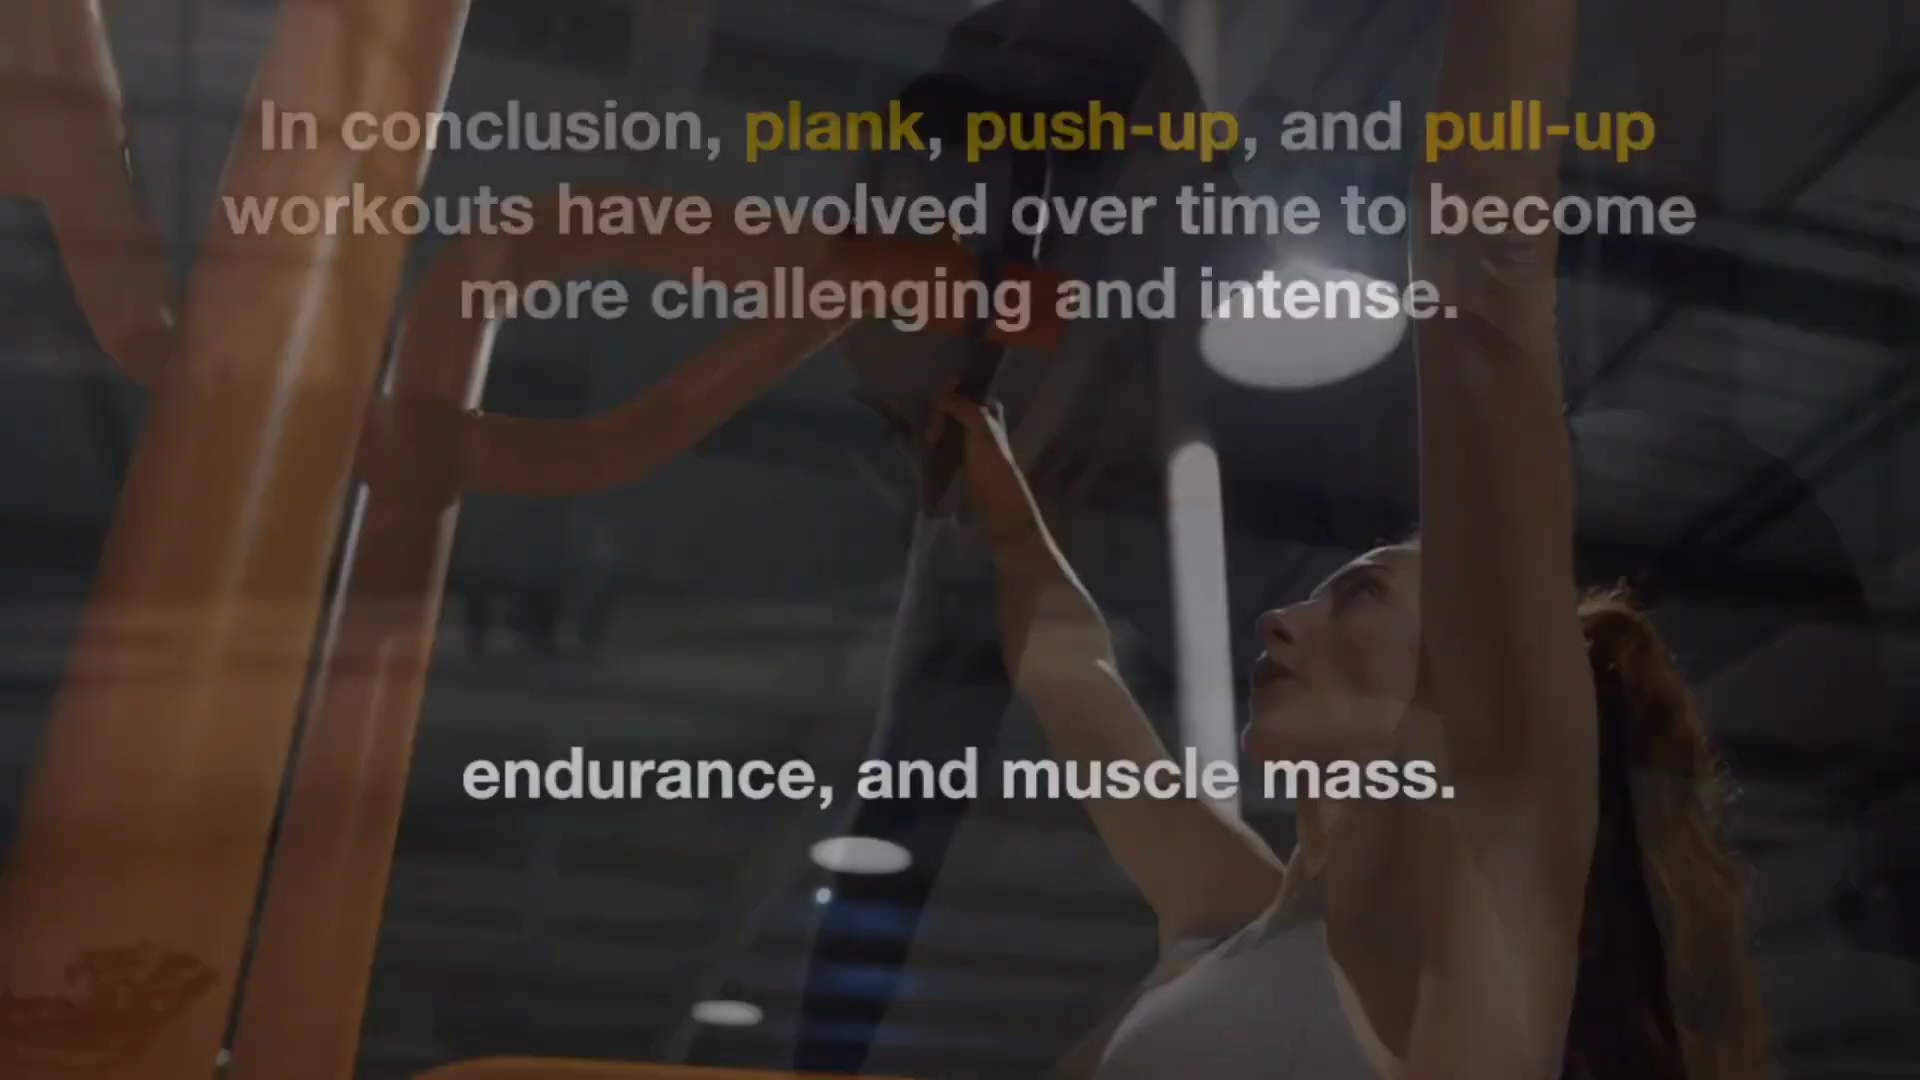 In conclusion, plank, push-up, and pull-up
workouts have evolved over time to become
more challenging and intense.
endurance, and muscle mass.